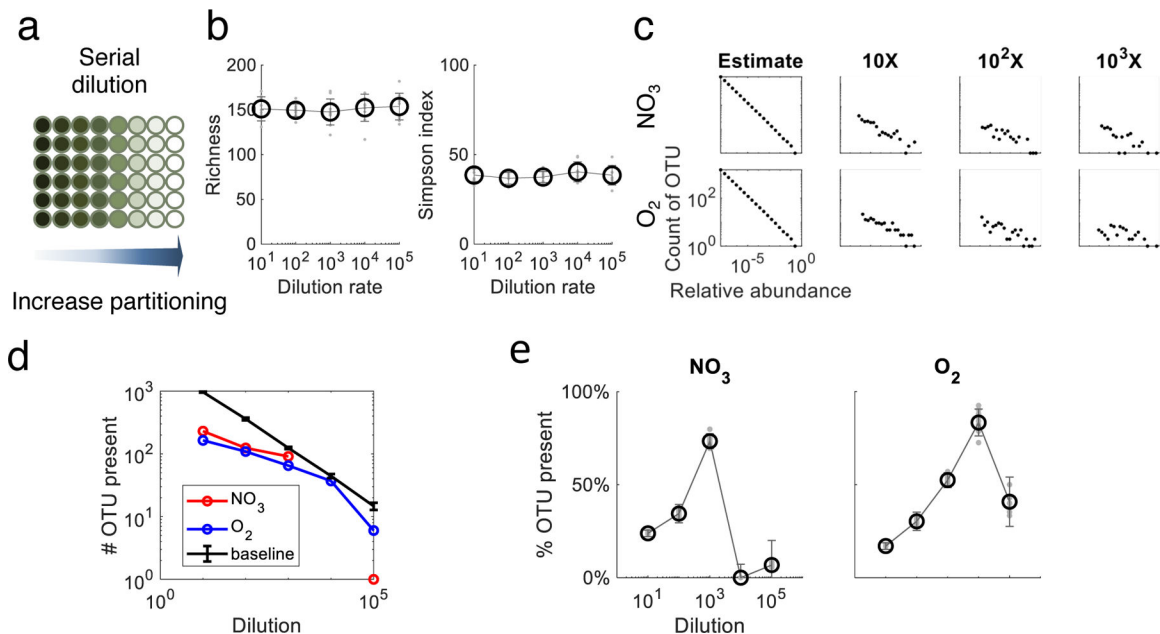 a
Serial
dilution
Increase partitioning
b
200
150
100
50
0
Richness
10^1 10^2 10^3 10^4 10^5
Dilution rate
100
50
0
Simpson index
10^1 10^2 10^3 10^4 10^5
Dilution rate
c
Estimate 10X 10^2X 10^3X
NO_3
O_2
Count of OTU
10^2
10^0
10^-5 10^0
Relative abundance
d
10^3
10^2
10^1
10^0
# OTU present
NO_3
O_2
baseline
10^0 10^5
Dilution
e
NO_3 O_2
100%
50%
0%
% OTU present
10^1 10^3 10^5
Dilution